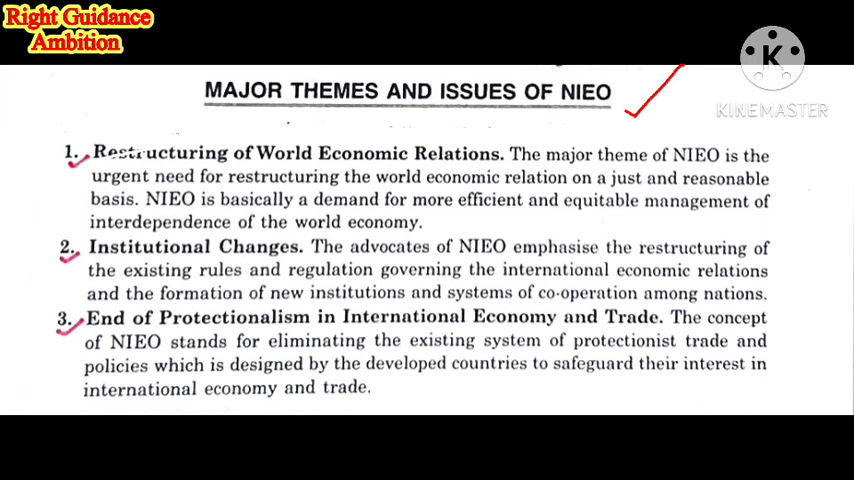 Right Guidance
Ambition
K
KINEMASTER
MAJOR THEMES AND ISSUES OF NIEO
1. Restructuring of World Economic Relations. The major theme of NIEO is the
urgent need for restructuring the world economic relation on a just and reasonable
basis. NIEO is basically a demand for more efficient and equitable management of
interdependence of the world economy.
2. Institutional Changes. The advocates of NIEO emphasise the restructuring of
the existing rules and regulation governing the international economic relations
and the formation of new institutions and systems of co-operation among nations.
3. End of Protectionalism in International Economy and Trade. The concept
of NIEO stands for eliminating the existing system of protectionist trade and
policies which is designed by the developed countries to safeguard their interest in
international economy and trade.